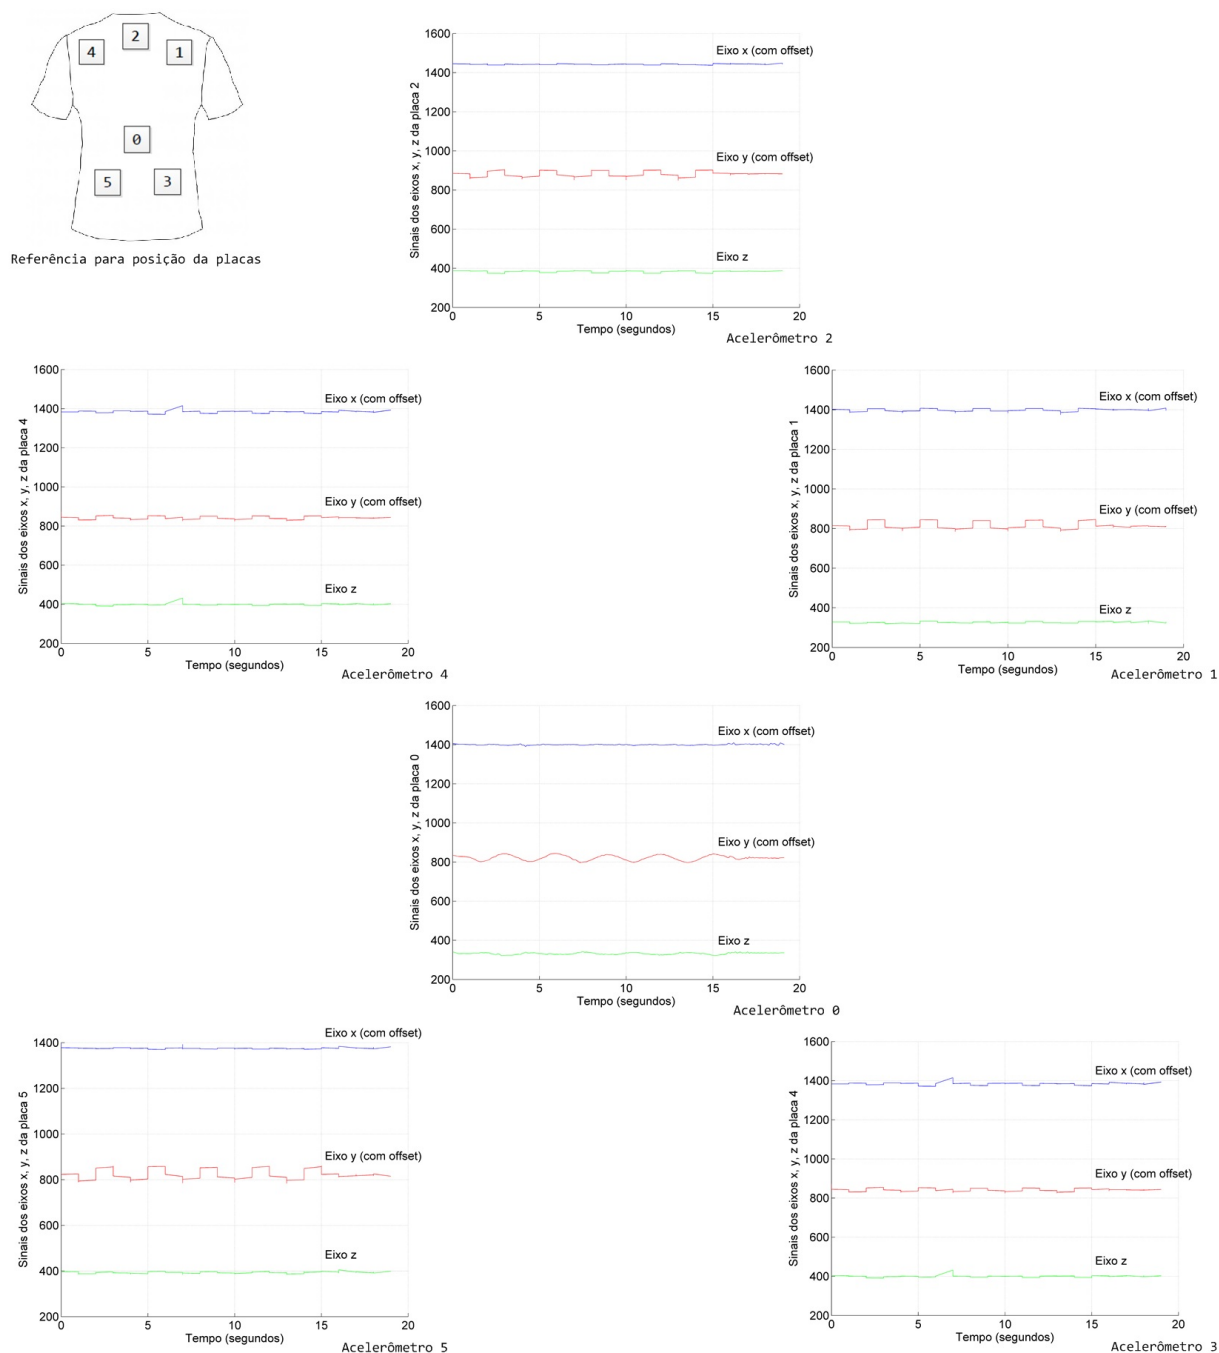 2
4
1
0
5
3
Referência para posição da placas
Sinais dos eixos x, y, z da placa 2
1600
1400
1200
1000
800
600
400
200
Eixo x (com offset)
Eixo y (com offset)
Eixo z
0 5 10 15 20
Tempo (segundos)
Acelerômetro 2
Sinais dos eixos x, y, z da placa 4
1600
1400
1200
1000
800
600
400
200
Eixo x (com offset)
Eixo y (com offset)
Eixo z
0 5 10 15 20
Tempo (segundos)
Acelerômetro 4
Sinais dos eixos x, y, z da placa 1
1600
1400
1200
1000
800
600
400
200
Eixo x (com offset)
Eixo y (com offset)
Eixo z
0 5 10 15 20
Tempo (segundos)
Acelerômetro 1
Sinais dos eixos x, y, z da placa 0
1600
1400
1200
1000
800
600
400
200
Eixo x (com offset)
Eixo y (com offset)
Eixo z
0 5 10 15 20
Tempo (segundos)
Acelerômetro 0
Sinais dos eixos x, y, z da placa 5
1400
1200
1000
800
600
400
200
Eixo x (com offset)
Eixo y (com offset)
Eixo z
0 5 10 15 20
Tempo (segundos)
Acelerômetro 5
Sinais dos eixos x, y, z da placa 4
1600
1400
1200
1000
800
600
400
200
Eixo x (com offset)
Eixo y (com offset)
Eixo z
0 5 10 15 20
Tempo (segundos)
Acelerômetro 3